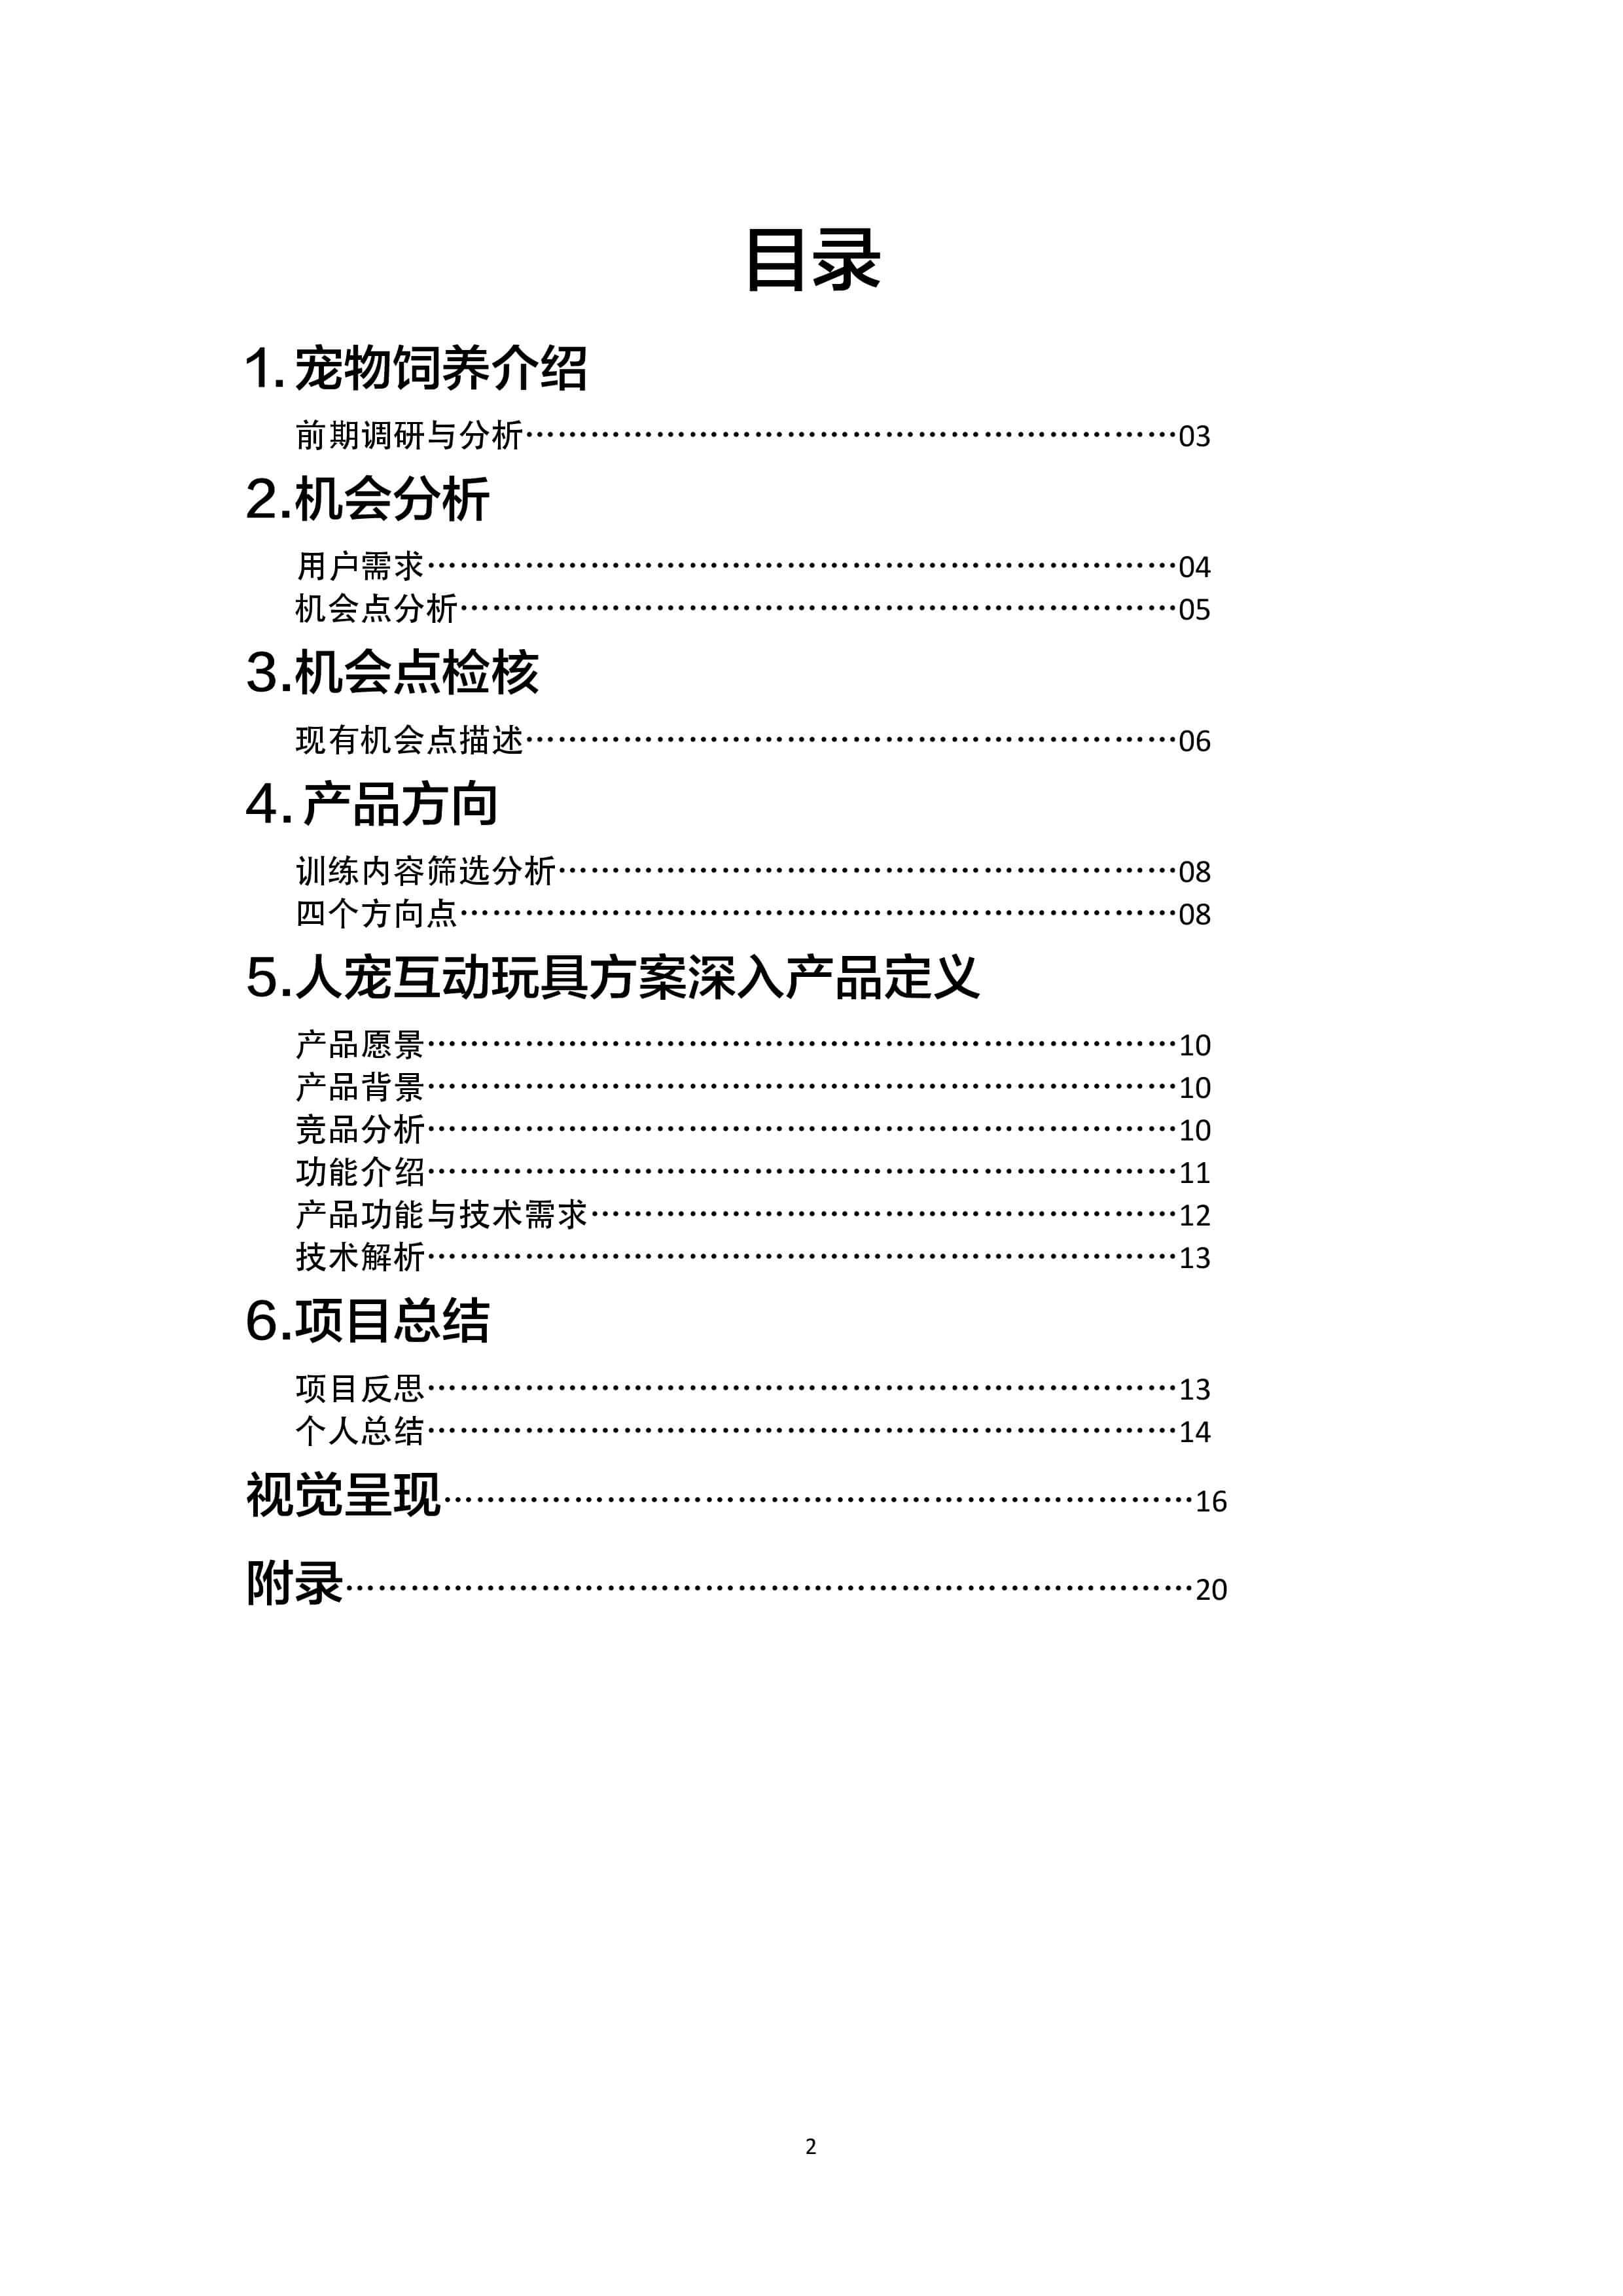 目录
1. 宠物饲养介绍
前期调研与分析………………………………………………………………03
2.机会分析
用户需求………………………………………………………………………04
机会点分析……………………………………………………………………05
3.机会点检核
现有机会点描述………………………………………………………………06
4. 产品方向
训练内容筛选分析……………………………………………………………08
四个方向点……………………………………………………………………08
5.人宠互动玩具方案深入产品定义
产品愿景………………………………………………………………………10
产品背景………………………………………………………………………10
竞品分析………………………………………………………………………10
功能介绍………………………………………………………………………11
产品功能与技术需求…………………………………………………………12
技术解析………………………………………………………………………13
6.项目总结
项目反思………………………………………………………………………13
个人总结………………………………………………………………………14
视觉呈现………………………………………………………………………16
附录……………………………………………………………………………20
2